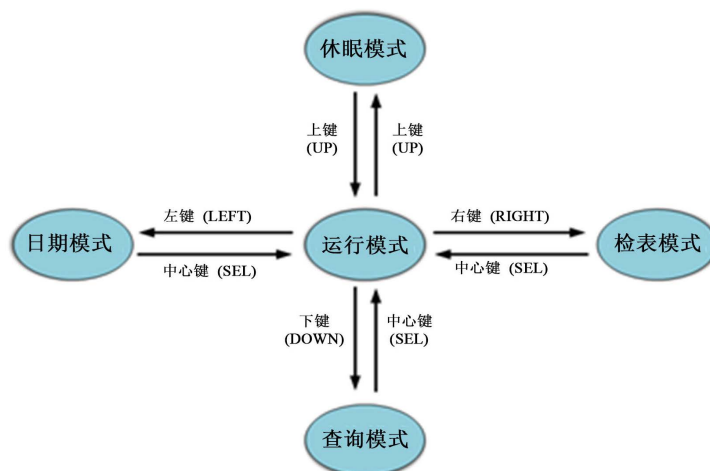 休眠模式
上键
(UP)
上键
(UP)
左键 (LEFT)
右键 (RIGHT)
日期模式
运行模式
检表模式
中心键 (SEL)
中心键 (SEL)
下键
(DOWN)
中心键
(SEL)
查询模式